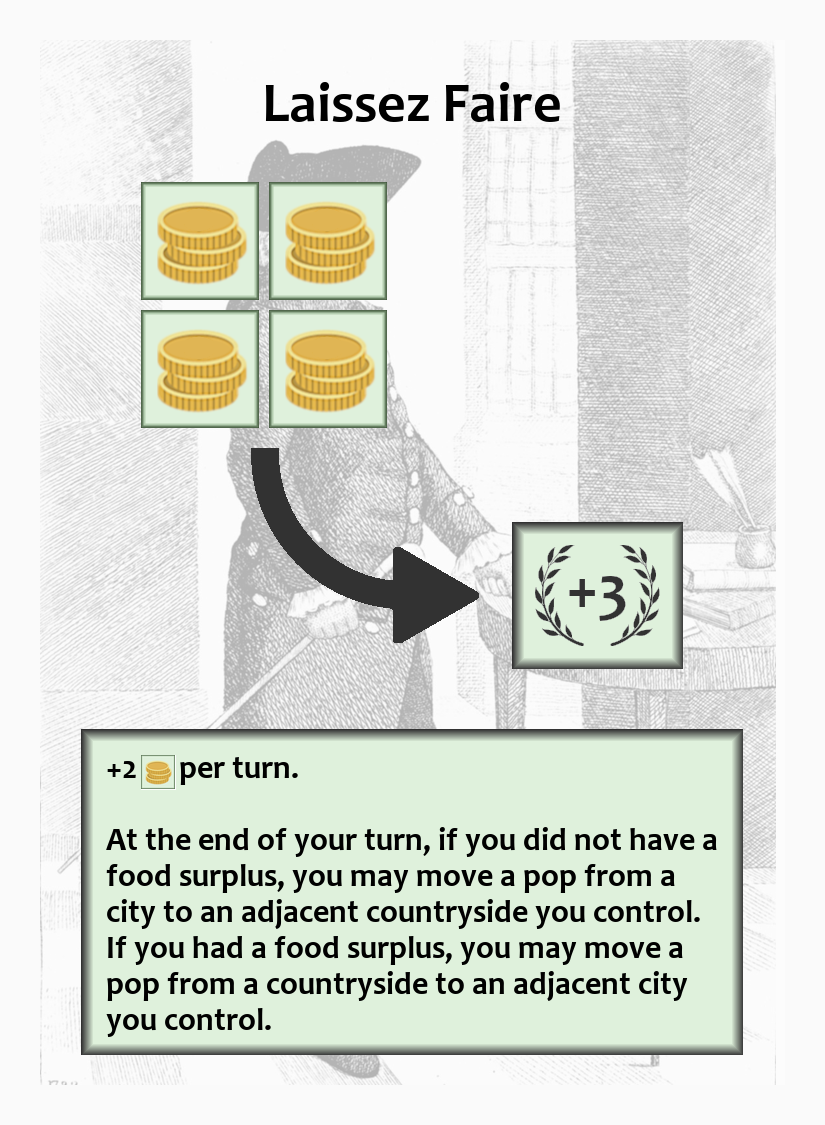 Laissez Faire
+3
+2 per turn.
At the end of your turn, if you did not have a
food surplus, you may move a pop from a
city to an adjacent countryside you control.
If you had a food surplus, you may move a
pop from a countryside to an adjacent city
you control.